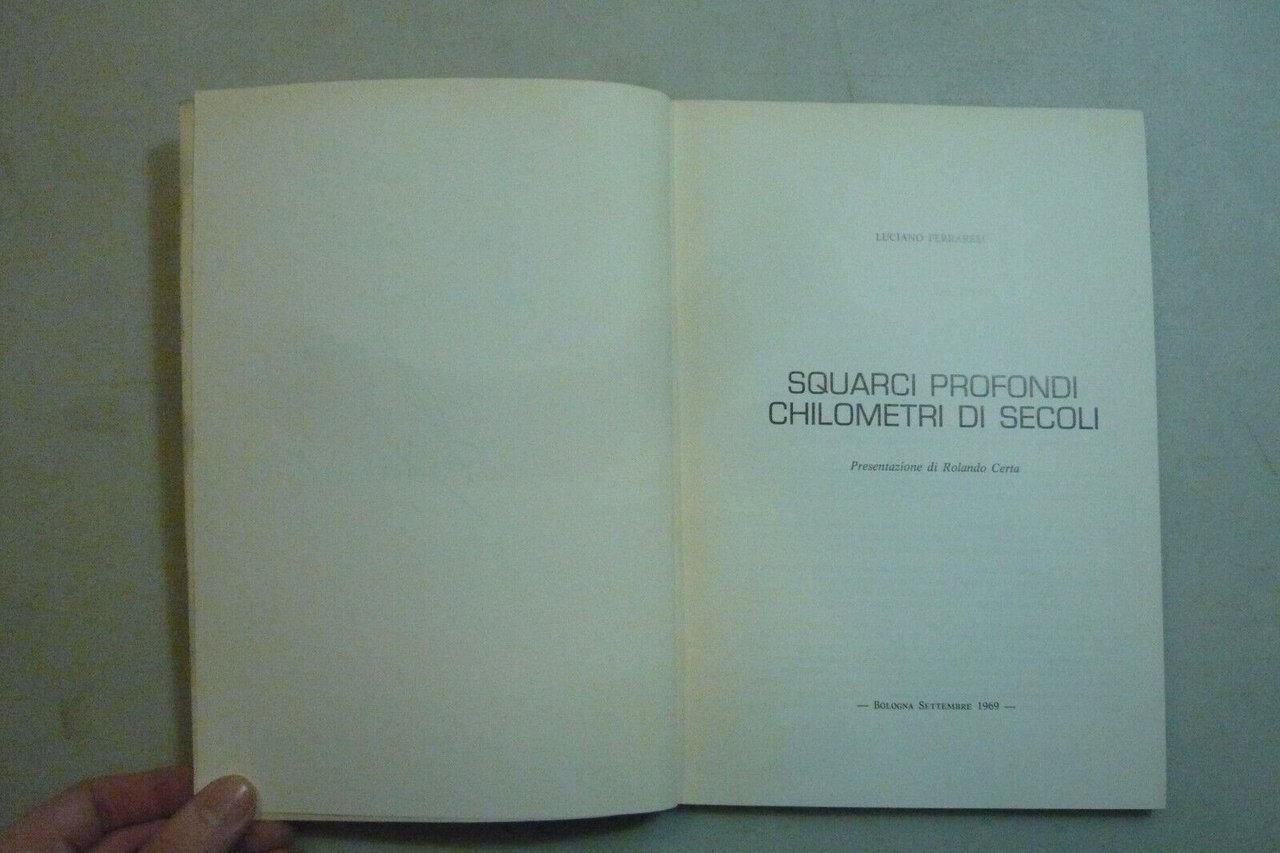 LUCIANO FERRARESI
SQUARCI PROFONDI
CHILOMETRI DI SECOLI
Presentazione di Rolando Certa
— BOLOGNA SETTEMBRE 1969 —